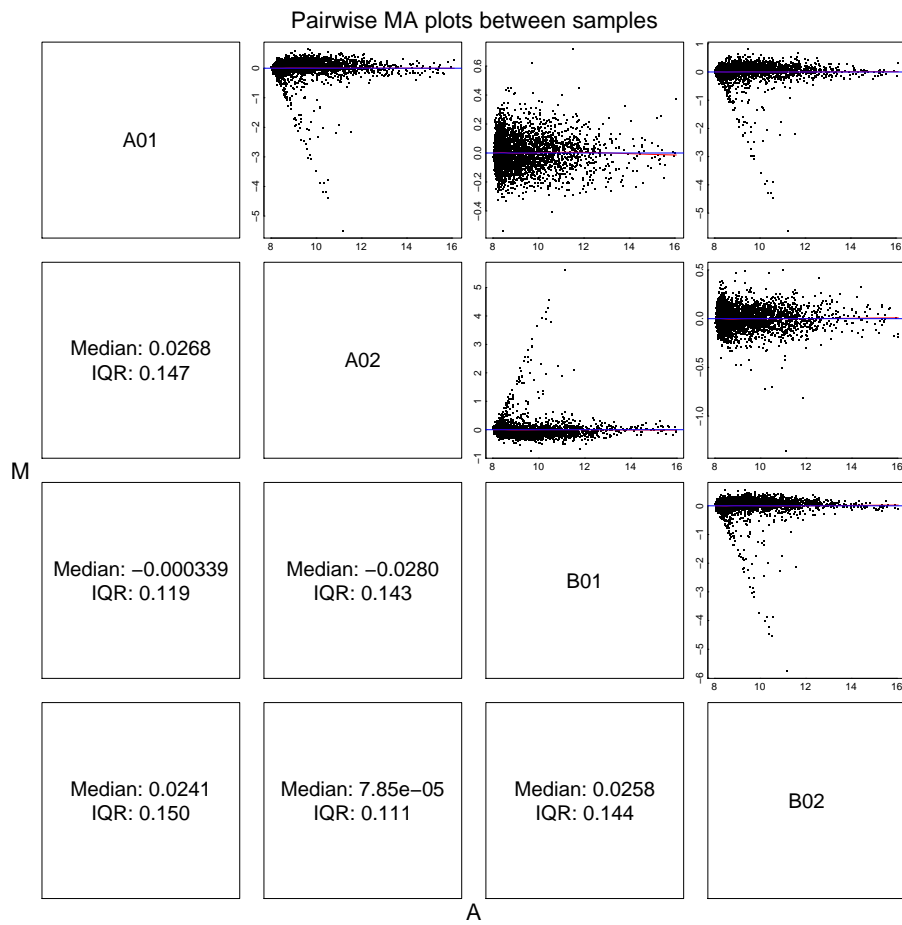 Pairwise MA plots between samples
A01
0
−1
−2
−3
−4
−5
8 10 12 14 16
0.6
0.4
0.2
0.0
−0.2
−0.4
8 10 12 14 16
1
0
−1
−2
−3
−4
−5
8 10 12 14 16
Median: 0.0268
IQR: 0.147
A02
5
4
3
2
1
0
−1
8 10 12 14 16
0.5
0.0
−0.5
−1.0
8 10 12 14 16
M
Median: −0.000339
IQR: 0.119
Median: −0.0280
IQR: 0.143
B01
0
−1
−2
−3
−4
−5
−6
8 10 12 14 16
Median: 0.0241
IQR: 0.150
Median: 7.85e−05
IQR: 0.111
Median: 0.0258
IQR: 0.144
B02
A